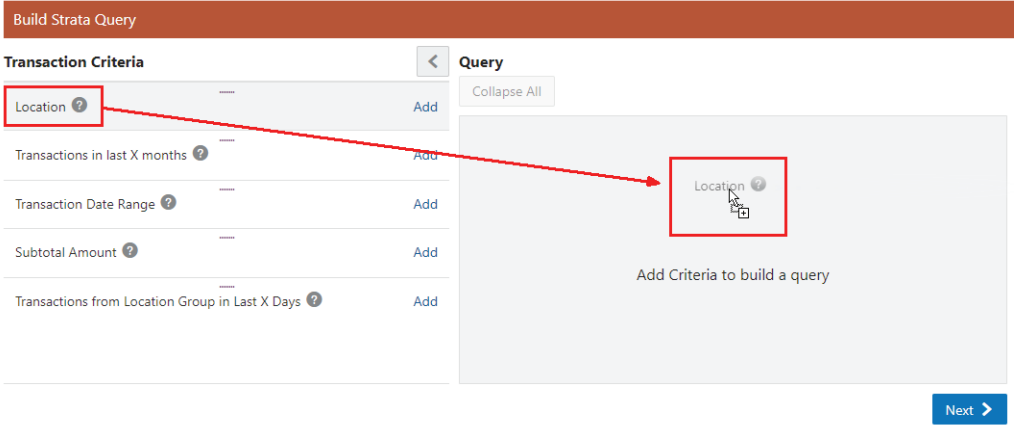 Build Strata Query
Transaction Criteria
Location ? Add
Transactions in last X months ? Add
Transaction Date Range ? Add
Subtotal Amount ? Add
Transactions from Location Group in Last X Days ? Add
Query
Collapse All
Location ?
Add Criteria to build a query
Next